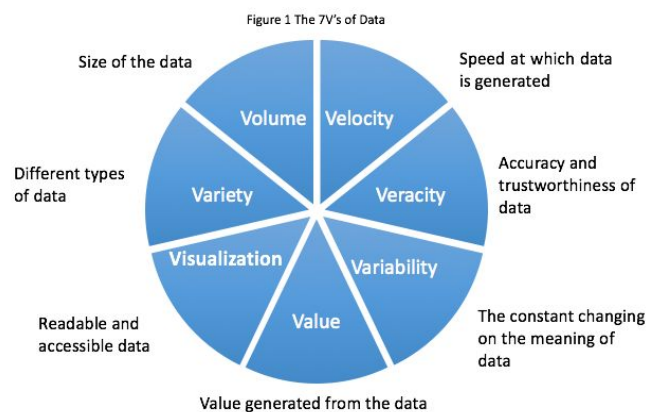 Figure 1 The 7V's of Data
Size of the data
Speed at which data
is generated
Volume
Velocity
Different types
of data
Variety
Veracity
Accuracy and
trustworthiness of
data
Visualization
Variability
Readable and
accessible data
Value
The constant changing
on the meaning of
data
Value generated from the data